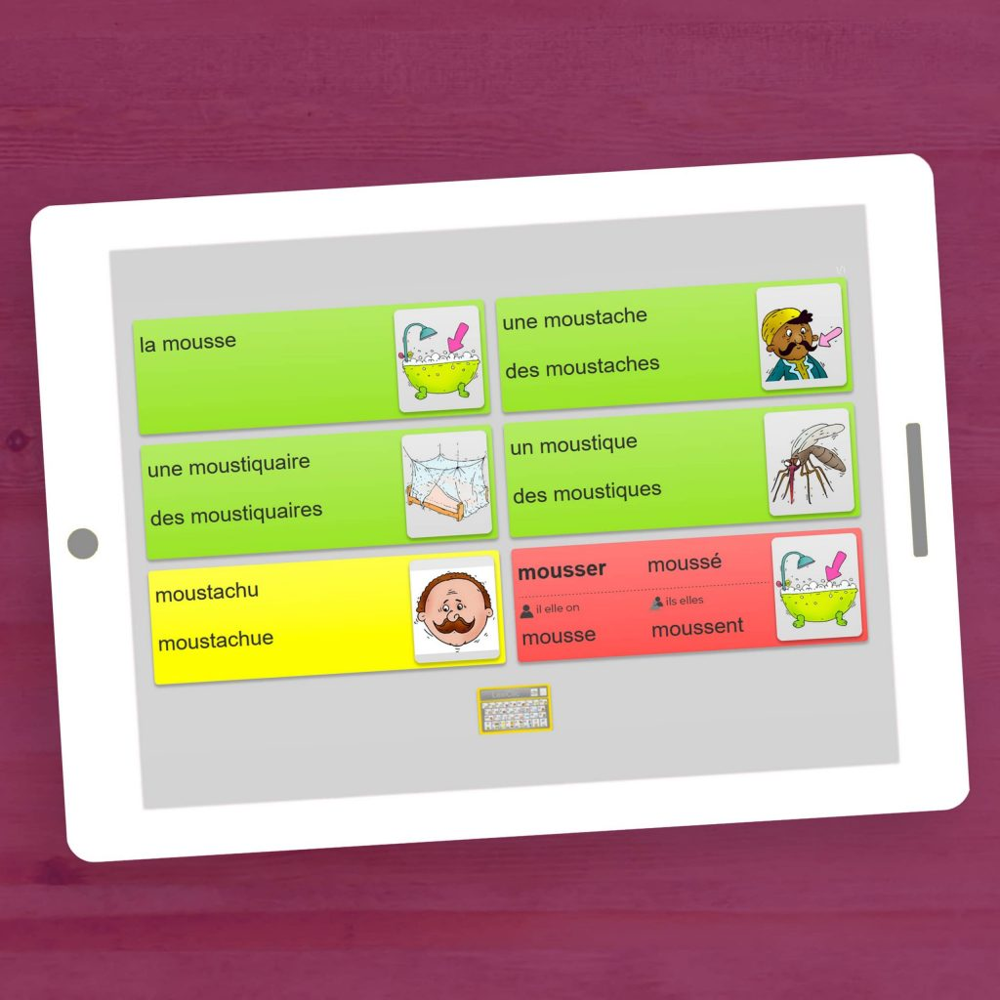 la mousse
une moustache
des moustaches
une moustiquaire
des moustiquaires
un moustique
des moustiques
moustachu
moustachue
mousser moussé
il elle on ils elles
mousse moussent